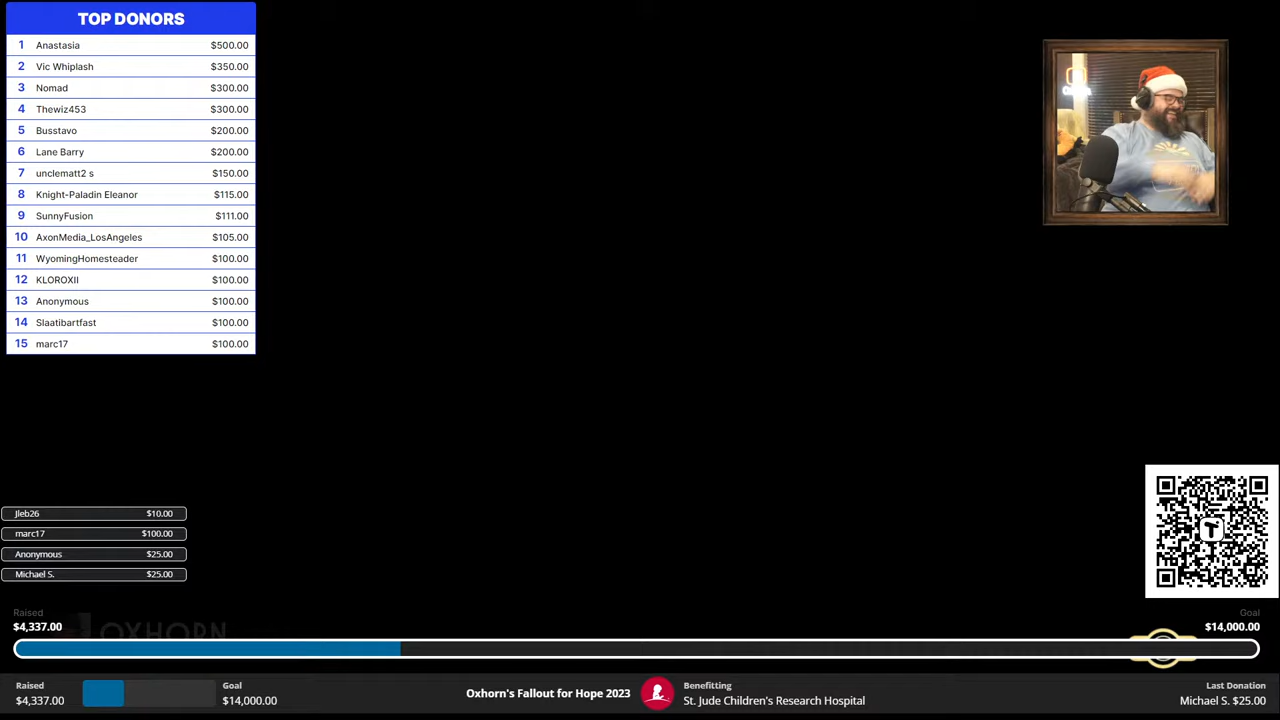 TOP DONORS
1 Anastasia $500.00
2 Vic Whiplash $350.00
3 Nomad $300.00
4 Thewiz453 $300.00
5 Busstavo $200.00
6 Lane Barry $200.00
7 unclematt2 s $150.00
8 Knight-Paladin Eleanor $115.00
9 SunnyFusion $111.00
10 AxonMedia_LosAngeles $105.00
11 WyomingHomesteader $100.00
12 KLOROXII $100.00
13 Anonymous $100.00
14 Slaatibartfast $100.00
15 marc17 $100.00
Jleb26 $10.00
marc17 $100.00
Anonymous $25.00
Michael S. $25.00
Raised
$4,337.00
OXHORN
Goal
$14,000.00
Raised
$4,337.00
Goal
$14,000.00
Oxhorn's Fallout for Hope 2023
Benefitting
St. Jude Children's Research Hospital
Last Donation
Michael S. $25.00